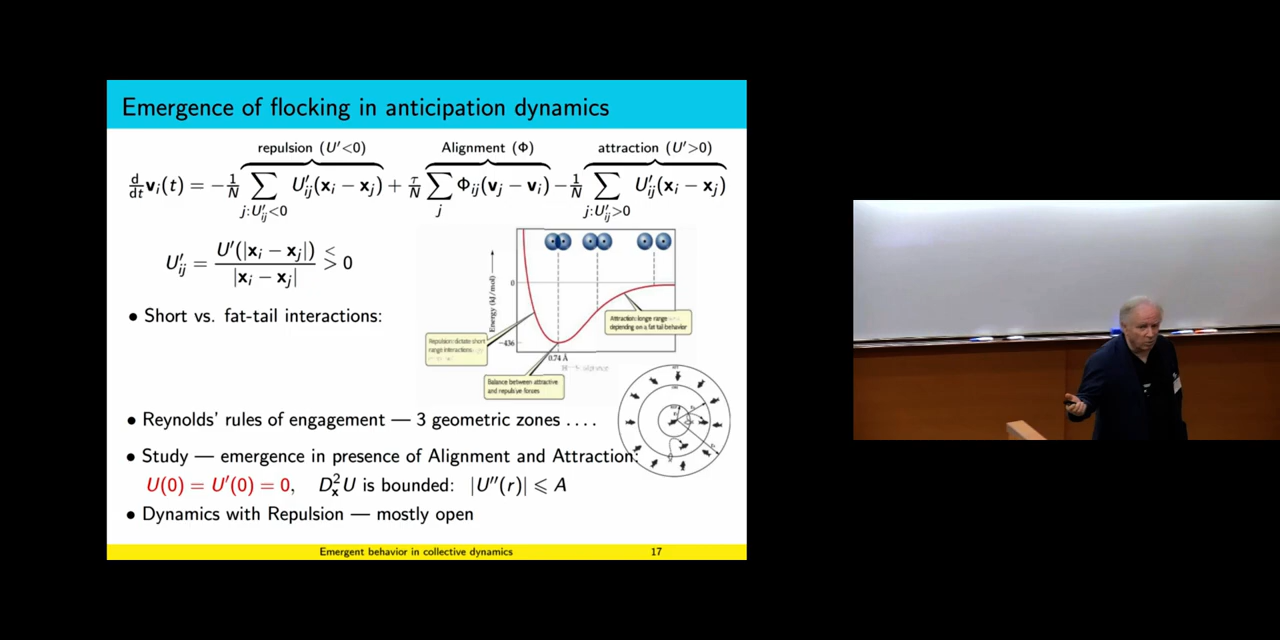 Emergence of flocking in anticipation dynamics
repulsion (U′<0) Alignment (Φ) attraction (U′>0)
d/dt v_i(t) = −1/N ∑_{j:U′_ij<0} U′_ij(x_i − x_j) + τ/N ∑_j Φ_ij(v_j − v_i) − 1/N ∑_{j:U′_ij>0} U′_ij(x_i − x_j)
U′_ij = U′(|x_i − x_j|) / |x_i − x_j| ≶ 0
• Short vs. fat-tail interactions:
Energy (kJ/mol)
0
−436
0.74 Å
Attraction: longe range
depending on a fat tail behavior
Repulsion: dictate short
range interactions
Balance between attractive
and repulsive forces
• Reynolds' rules of engagement — 3 geometric zones . . . .
• Study — emergence in presence of Alignment and Attraction:
U(0) = U′(0) = 0, D²ₓU is bounded: |U″(r)| ⩽ A
• Dynamics with Repulsion — mostly open
Emergent behavior in collective dynamics 17